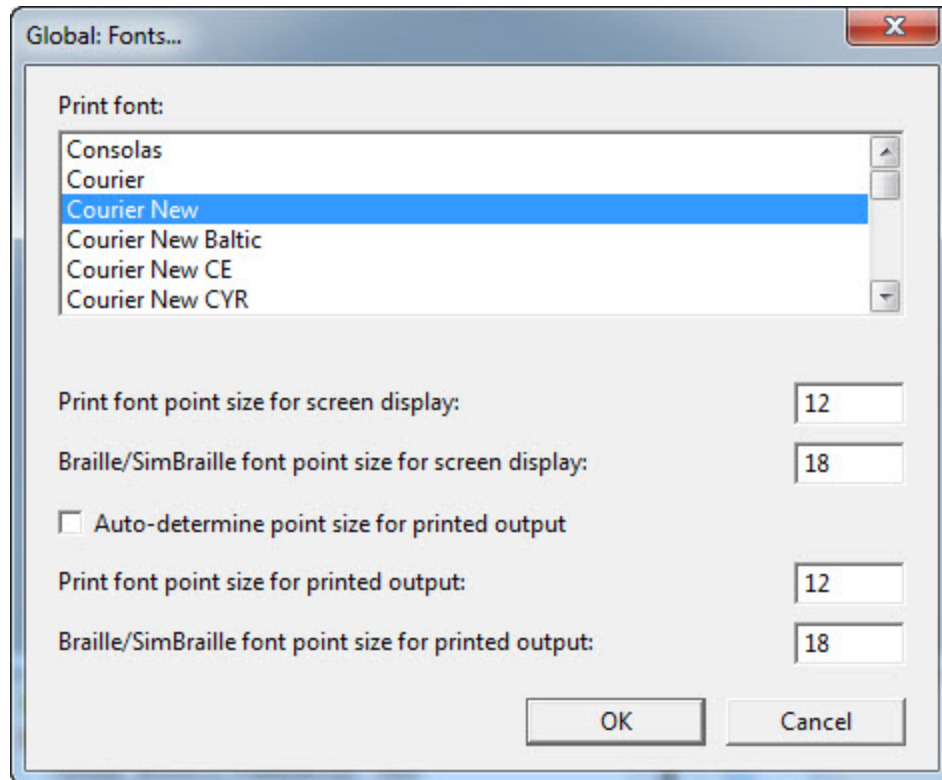 Global: Fonts...
Print font:
Consolas
Courier
Courier New
Courier New Baltic
Courier New CE
Courier New CYR
Print font point size for screen display: 12
Braille/SimBraille font point size for screen display: 18
Auto-determine point size for printed output
Print font point size for printed output: 12
Braille/SimBraille font point size for printed output: 18
OK Cancel